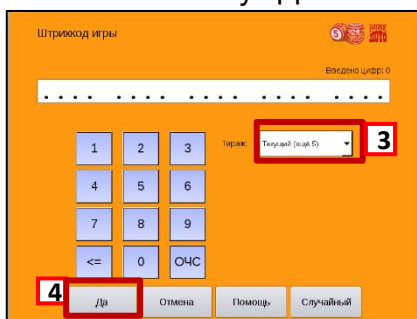 Штрихкод игры
5
Введено цифр: 0
.... .... .... .... ....
1 2 3
Тираж: Текущий (ещё 5)
3
4 5 6
7 8 9
<= 0 ОЧС
4
Да Отмена Помощь Случайный